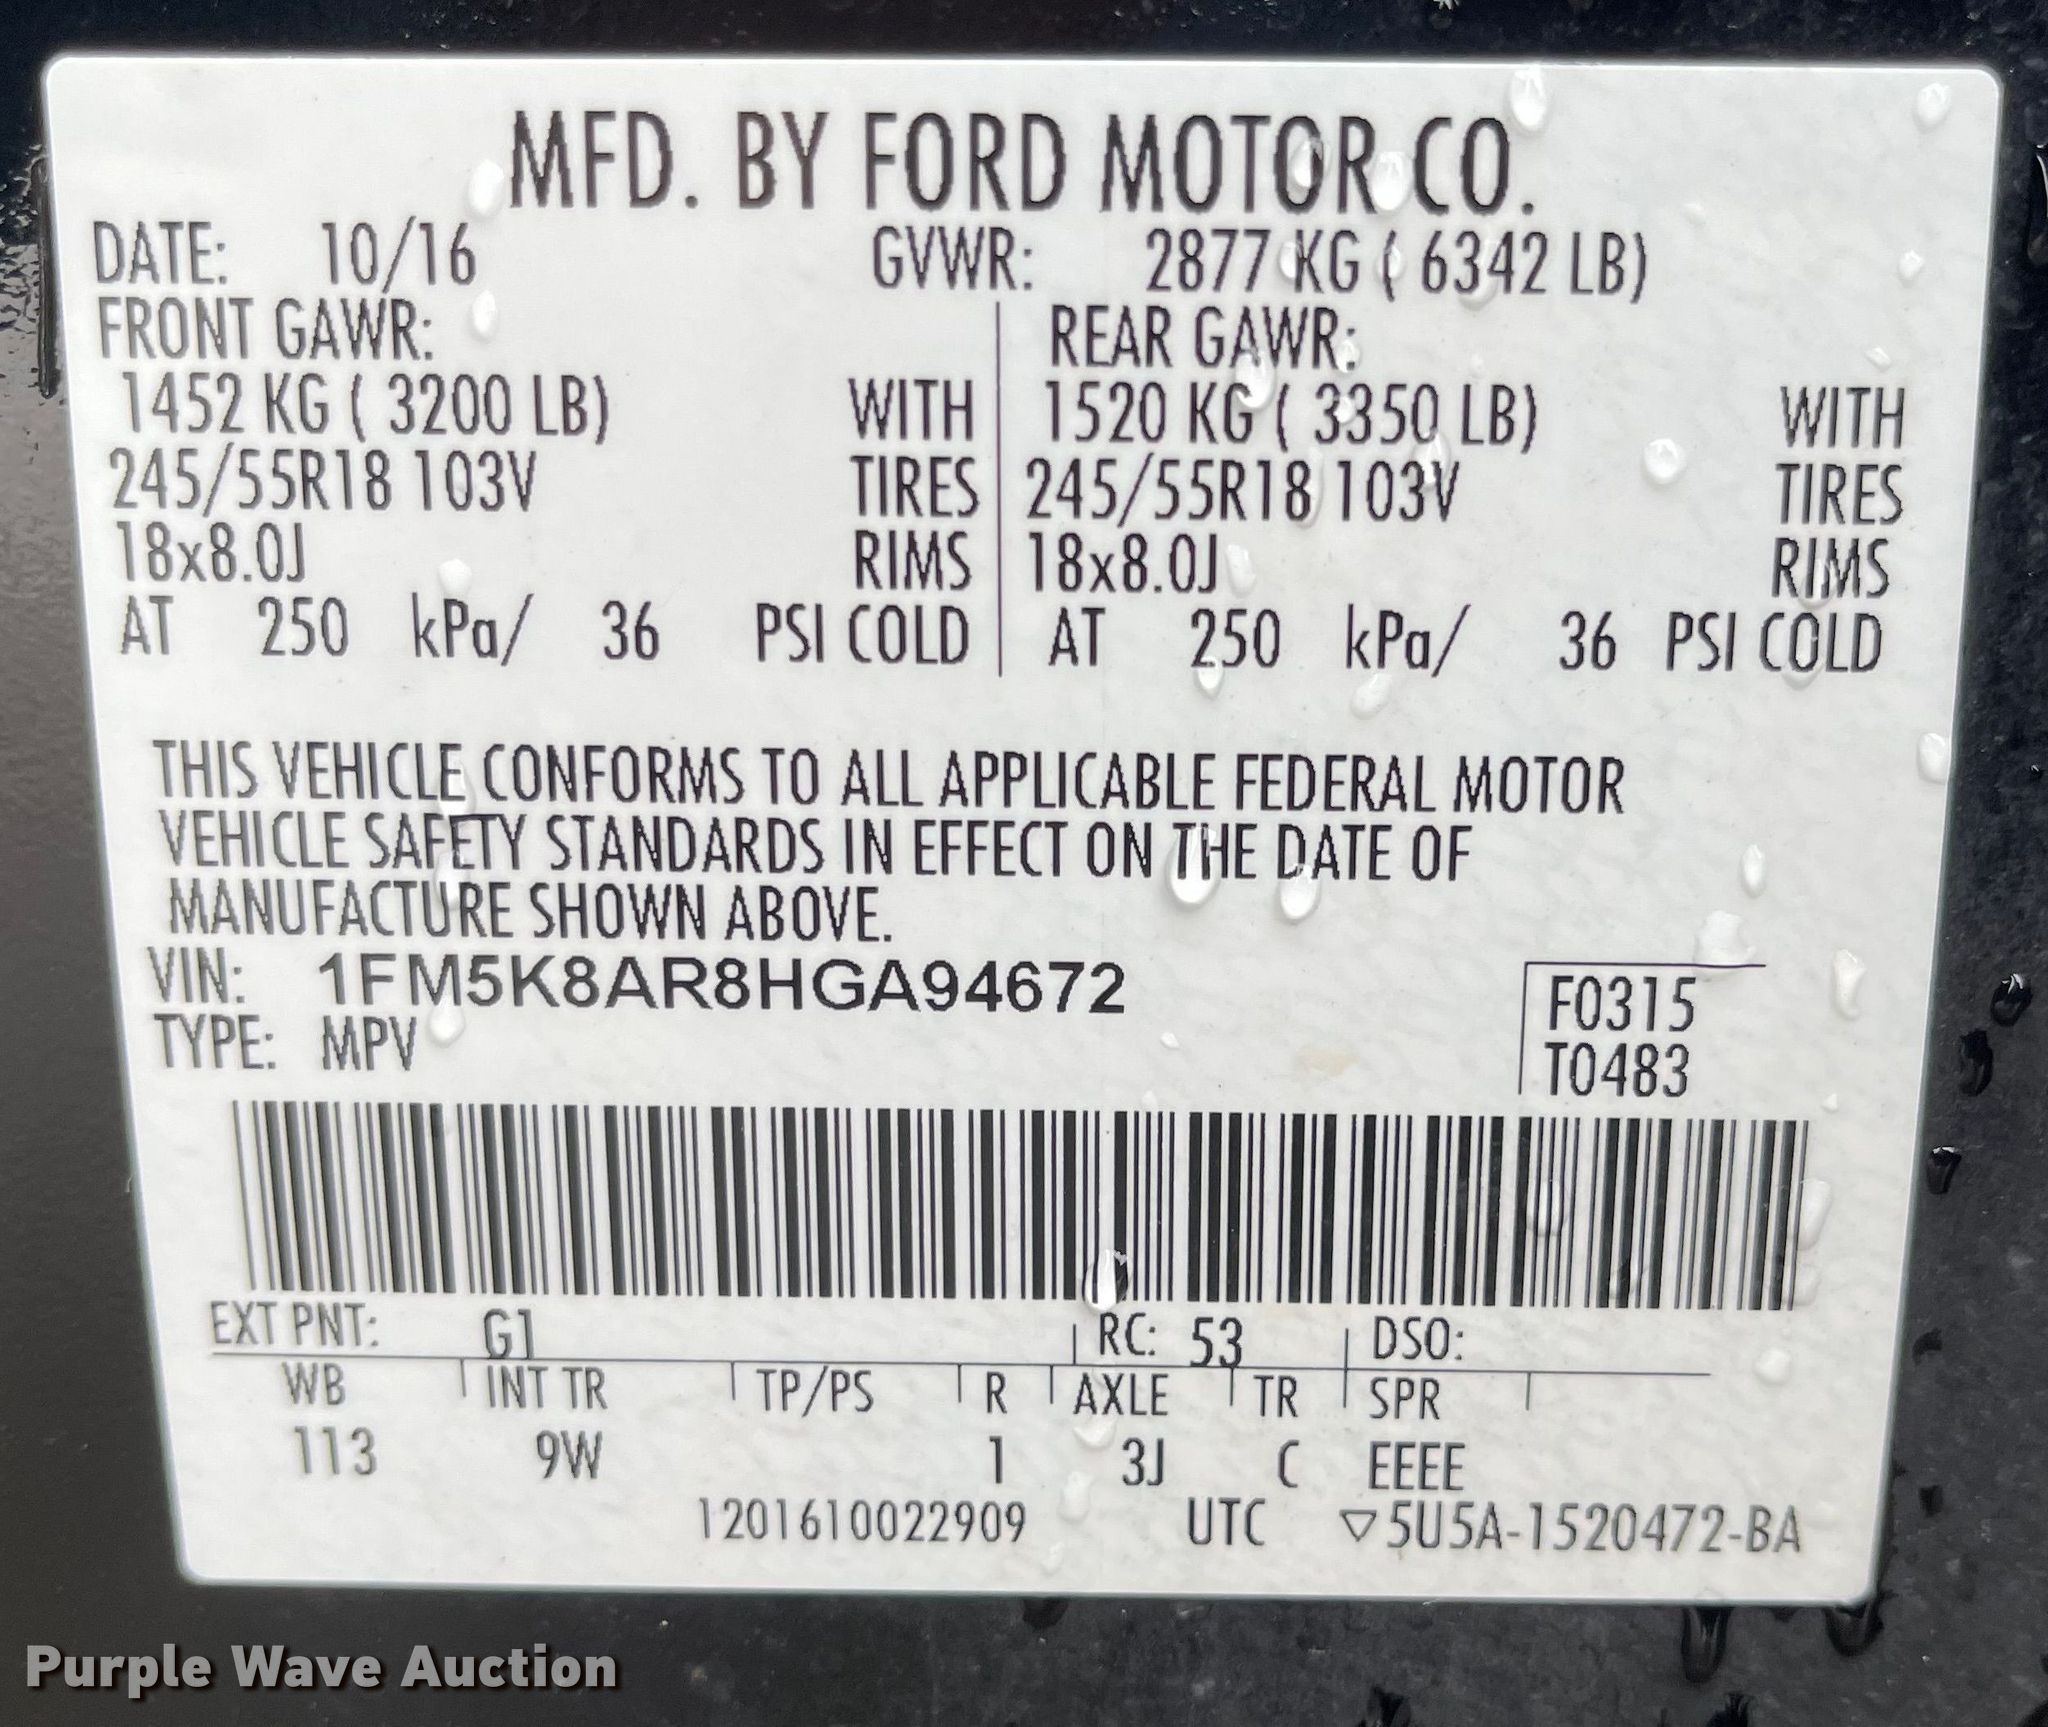 MFD. BY FORD MOTOR CO.
DATE: 10/16 GVWR: 2877 KG ( 6342 LB)
FRONT GAWR: REAR GAWR:
1452 KG ( 3200 LB) WITH 1520 KG ( 3350 LB) WITH
245/55R18 103V TIRES 245/55R18 103V TIRES
18x8.0J RIMS 18x8.0J RIMS
AT 250 kPa/ 36 PSI COLD AT 250 kPa/ 36 PSI COLD
THIS VEHICLE CONFORMS TO ALL APPLICABLE FEDERAL MOTOR
VEHICLE SAFETY STANDARDS IN EFFECT ON THE DATE OF
MANUFACTURE SHOWN ABOVE.
VIN: 1FM5K8AR8HGA94672 F0315
TYPE: MPV T0483
EXT PNT: G1 RC: 53 DSO:
WB INT TR TP/PS R AXLE TR SPR
113 9W 1 3J C EEEE
1201610022909 UTC ▽5U5A-1520472-BA
Purple Wave Auction